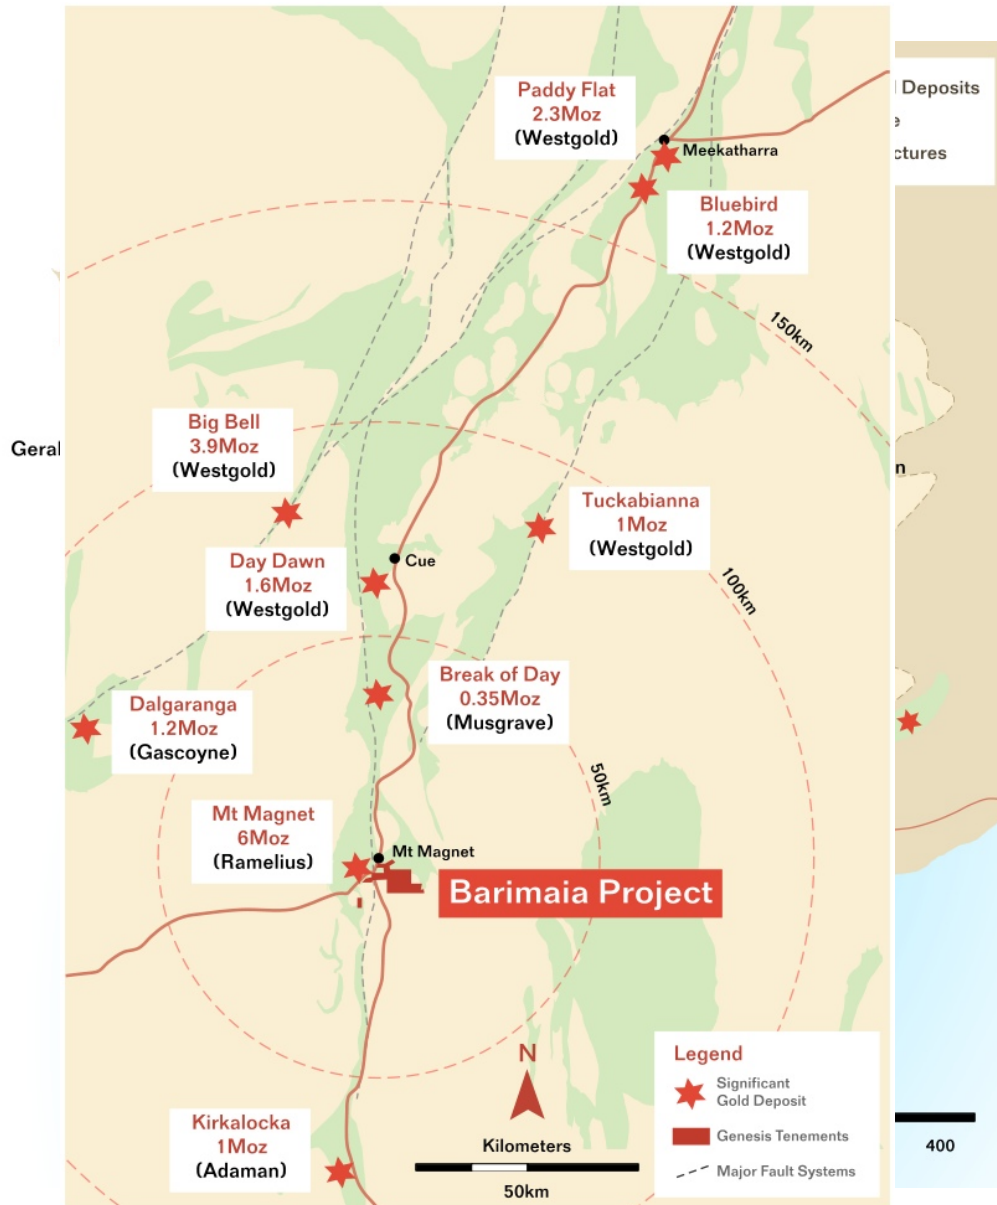 Paddy Flat
2.3Moz
(Westgold)
Meekatharra
Bluebird
1.2Moz
(Westgold)
150km
Deposits
Big Bell
3.9Moz
(Westgold)
Tuckabianna
1Moz
(Westgold)
Cue
Day Dawn
1.6Moz
(Westgold)
100km
Break of Day
0.35Moz
(Musgrave)
Dalgaranga
1.2Moz
(Gascoyne)
50km
Mt Magnet
6Moz
(Ramelius)
Mt Magnet
Barimaia Project
N
Kilometers
50km
Kirkalocka
1Moz
(Adaman)
Legend
Significant
Gold Deposit
Genesis Tenements
Major Fault Systems
400